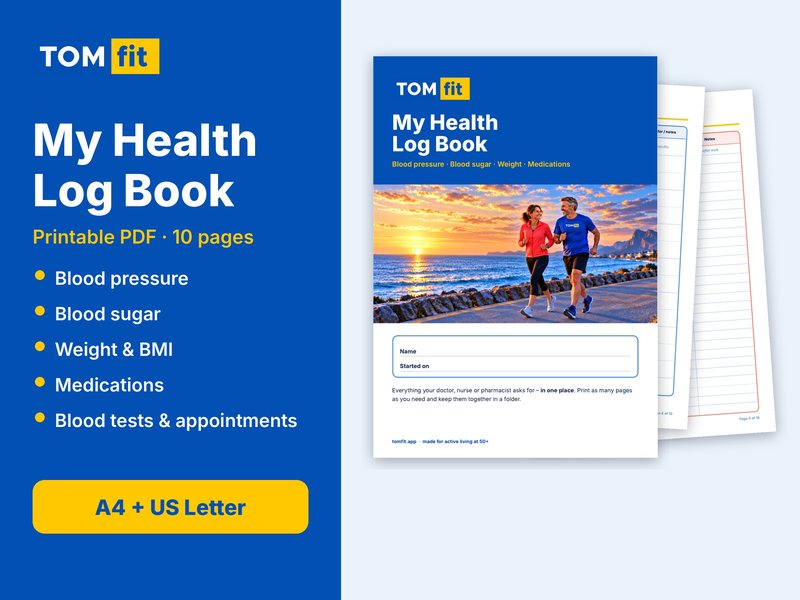 TOM fit
My Health
Log Book
Printable PDF · 10 pages
Blood pressure
Blood sugar
Weight & BMI
Medications
Blood tests & appointments
A4 + US Letter
TOM fit
My Health
Log Book
Blood pressure · Blood sugar · Weight · Medications
TOM fit
Name
Started on
Everything your doctor, nurse or pharmacist asks for – in one place. Print as many pages
as you need and keep them together in a folder.
tomfit.app · made for active living at 50+
/ notes
Notes